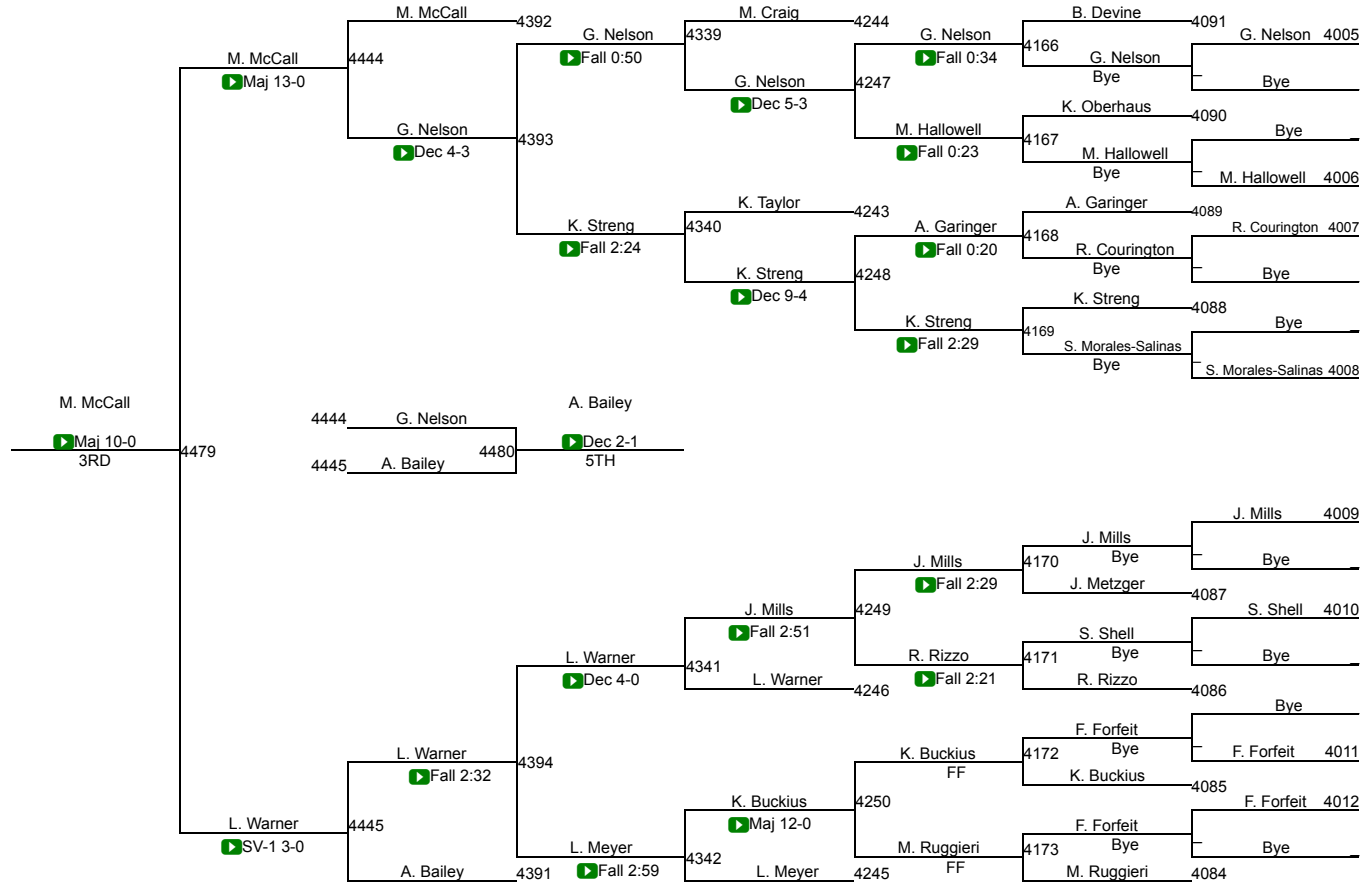 M. McCall
4392
M. Craig
4244
B. Devine
4091
G. Nelson
4339
G. Nelson
G. Nelson 4005
Fall 0:50
Fall 0:34
4166
M. McCall
4444
G. Nelson
Maj 13-0
Bye
G. Nelson
4247
Bye
Dec 5-3
K. Oberhaus
4090
G. Nelson
4393
M. Hallowell
4167
Bye
Dec 4-3
Fall 0:23
M. Hallowell
Bye
M. Hallowell 4006
K. Taylor
4243
A. Garinger
4089
K. Streng
4340
A. Garinger
4168
R. Courington 4007
Fall 2:24
Fall 0:20
R. Courington
Bye
K. Streng
4248
Bye
Dec 9-4
K. Streng
4088
K. Streng
4169
Bye
Fall 2:29
S. Morales-Salinas
Bye
S. Morales-Salinas 4008
M. McCall
A. Bailey
4444 G. Nelson
Maj 10-0
4479
4480
Dec 2-1
3RD
4445 A. Bailey
5TH
J. Mills 4009
J. Mills
J. Mills
4170
Bye
Bye
Fall 2:29
J. Metzger
4087
J. Mills
4249
S. Shell 4010
Fall 2:51
S. Shell
L. Warner
4341
R. Rizzo
4171
Bye
Bye
Dec 4-0
L. Warner
4246
Fall 2:21
R. Rizzo
4086
Bye
F. Forfeit
L. Warner
4394
K. Buckius
4172
Bye
F. Forfeit 4011
Fall 2:32
FF
K. Buckius
4085
K. Buckius
4250
F. Forfeit 4012
L. Warner
4445
Maj 12-0
F. Forfeit
SV-1 3-0
L. Meyer
4342
M. Ruggieri
4173
Bye
Bye
A. Bailey
4391
Fall 2:59
L. Meyer
4245
FF
M. Ruggieri
4084